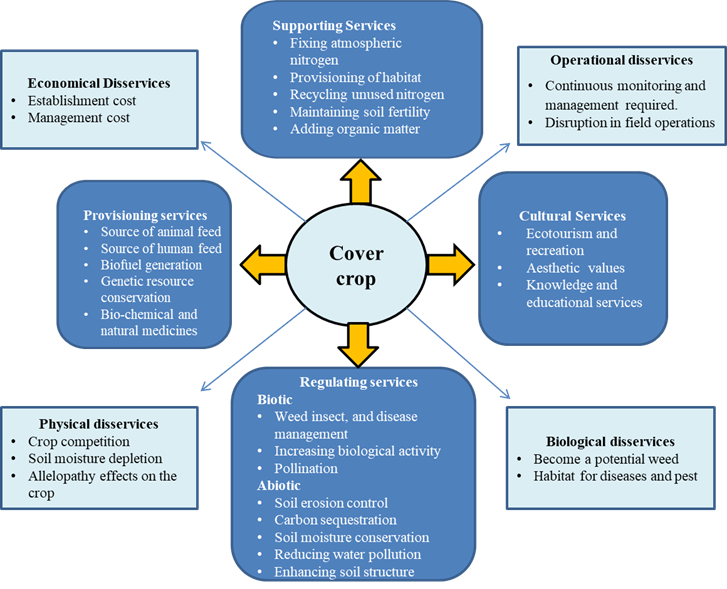 Supporting Services
• Fixing atmospheric
nitrogen
• Provisioning of habitat
• Recycling unused nitrogen
• Maintaining soil fertility
• Adding organic matter
Economical Disservices
• Establishment cost
• Management cost
Operational disservices
• Continuous monitoring and
management required.
• Disruption in field operations
Provisioning services
• Source of animal feed
• Source of human feed
• Biofuel generation
• Genetic resource
conservation
• Bio-chemical and
natural medicines
Cover
crop
Cultural Services
• Ecotourism and
recreation
• Aesthetic values
• Knowledge and
educational services
Physical disservices
• Crop competition
• Soil moisture depletion
• Allelopathy effects on the
crop
Regulating services
Biotic
• Weed insect, and disease
management
• Increasing biological activity
• Pollination
Abiotic
• Soil erosion control
• Carbon sequestration
• Soil moisture conservation
• Reducing water pollution
• Enhancing soil structure
Biological disservices
• Become a potential weed
• Habitat for diseases and pest